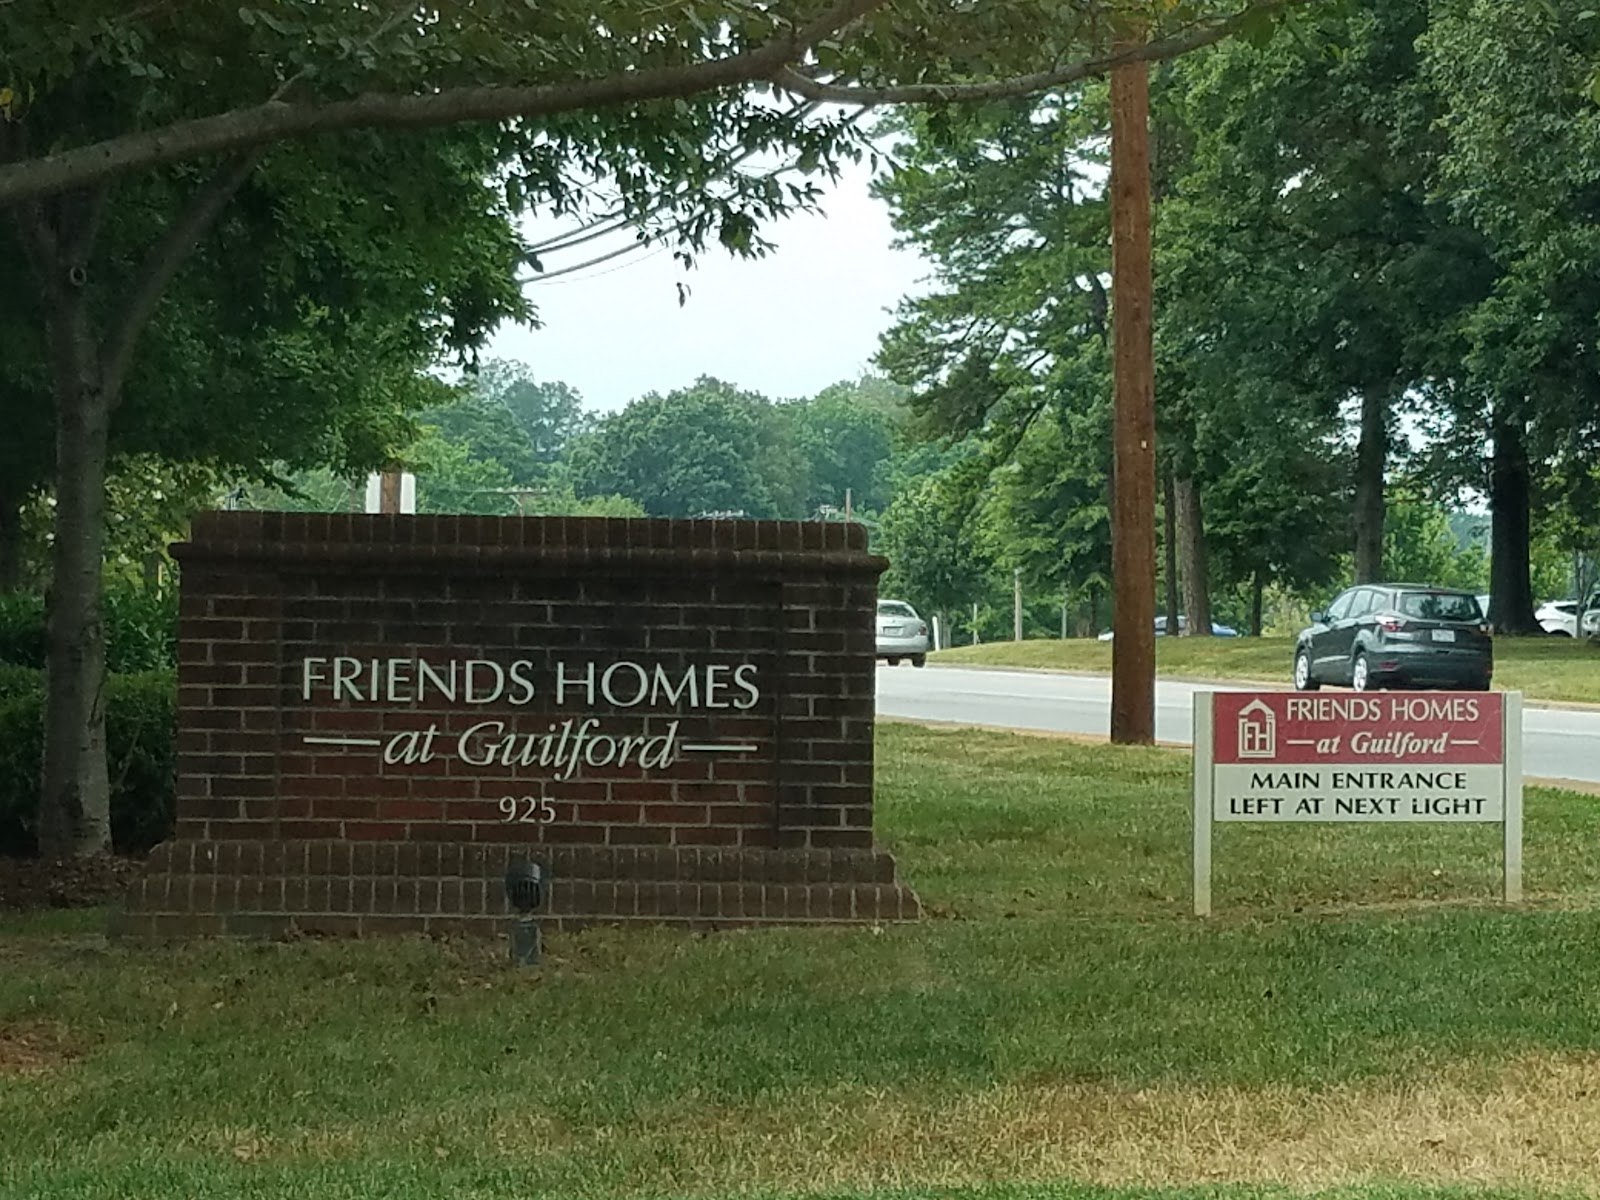 FRIENDS HOMES
at Guilford
925
FH
FRIENDS HOMES
at Guilford
MAIN ENTRANCE
LEFT AT NEXT LIGHT